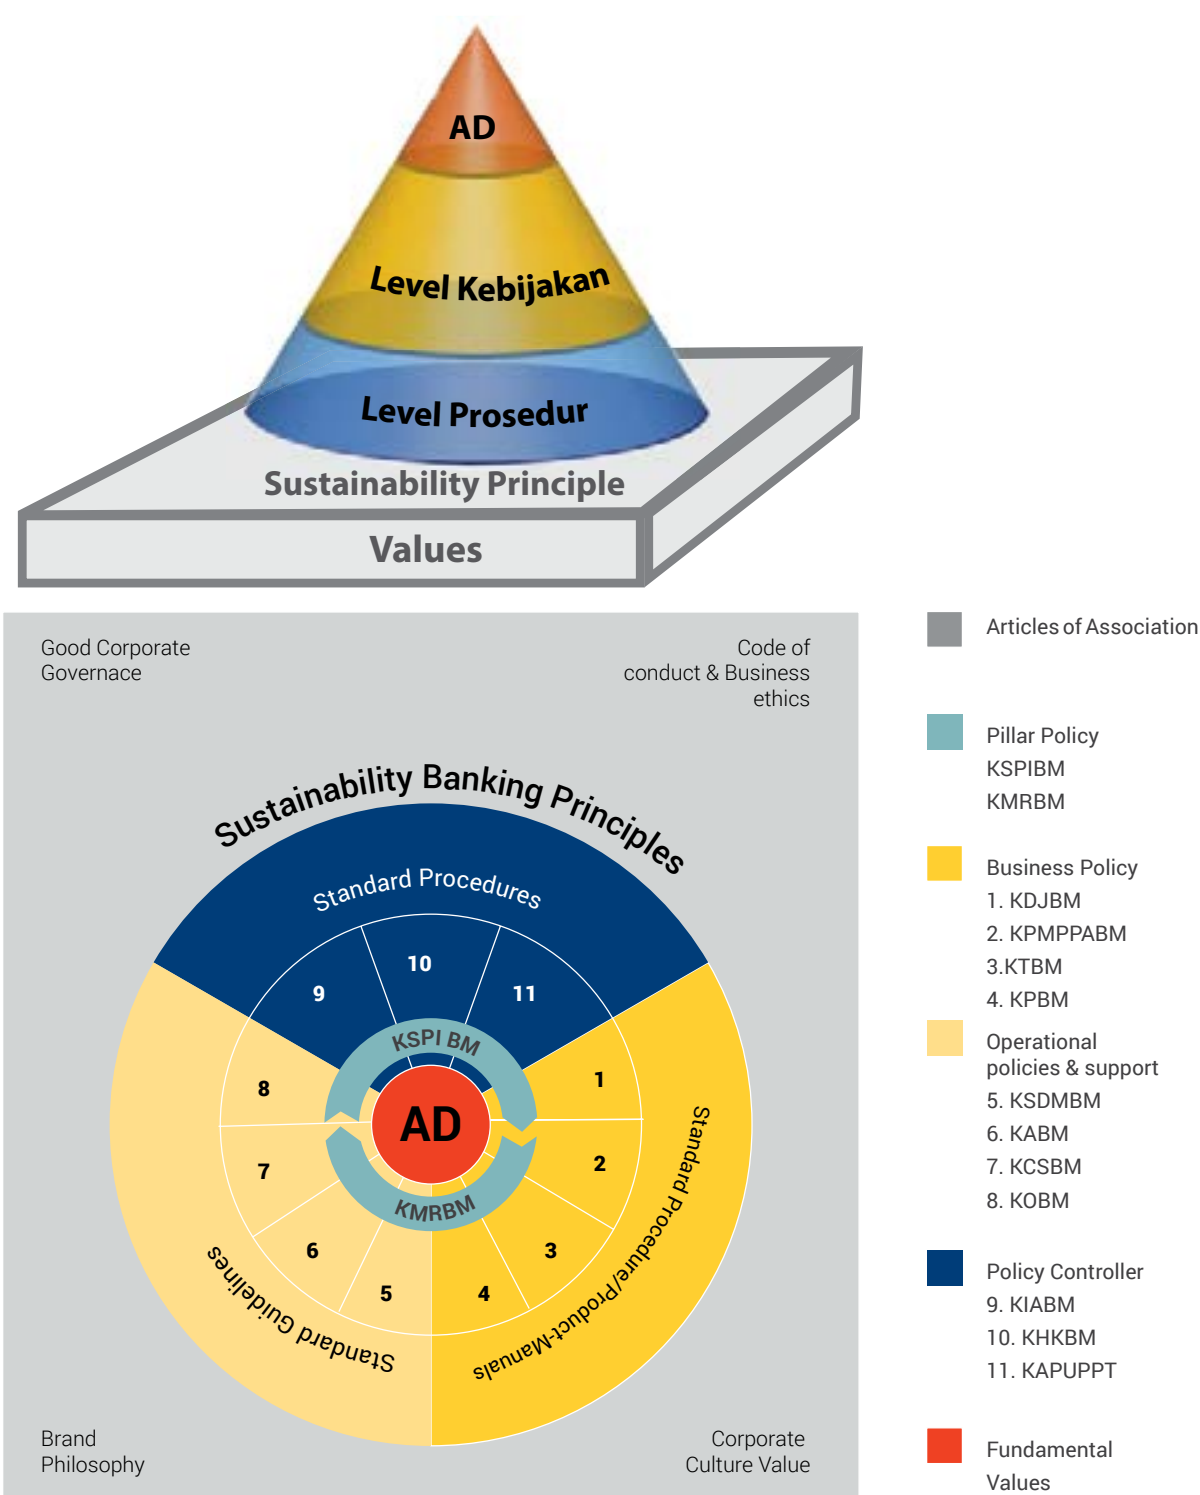 AD
Level Kebijakan
Level Prosedur
Sustainability Principle
Values
Good Corporate
Governace
Code of
conduct & Business
ethics
Sustainability Banking Principles
Standard Procedures
9
10
11
KSPI BM
AD
KMRBM
8
7
6
5
1
2
3
4
Standard Guidelines
Standard Procedure/Product-Manuals
Brand
Philosophy
Corporate
Culture Value
Articles of Association
Pillar Policy
KSPIBM
KMRBM
Business Policy
1. KDJBM
2. KPMPPABM
3.KTBM
4. KPBM
Operational
policies & support
5. KSDMBM
6. KABM
7. KCSBM
8. KOBM
Policy Controller
9. KIABM
10. KHKBM
11. KAPUPPT
Fundamental
Values